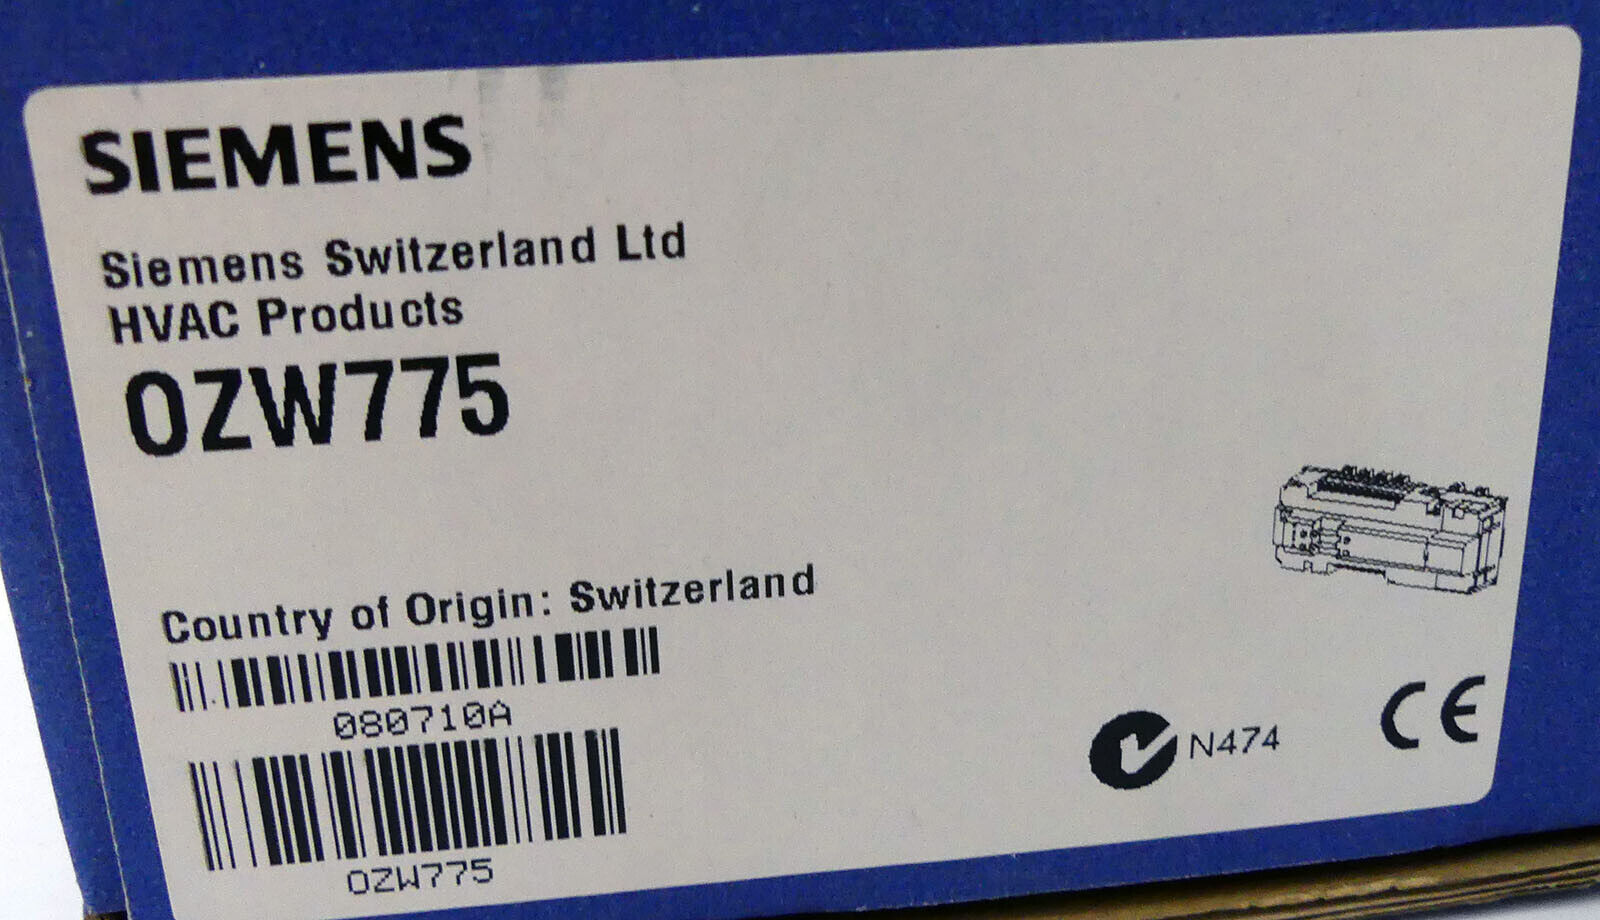 SIEMENS
Siemens Switzerland Ltd
HVAC Products
OZW775
Country of Origin: Switzerland
080710A
OZW775
N474
CE